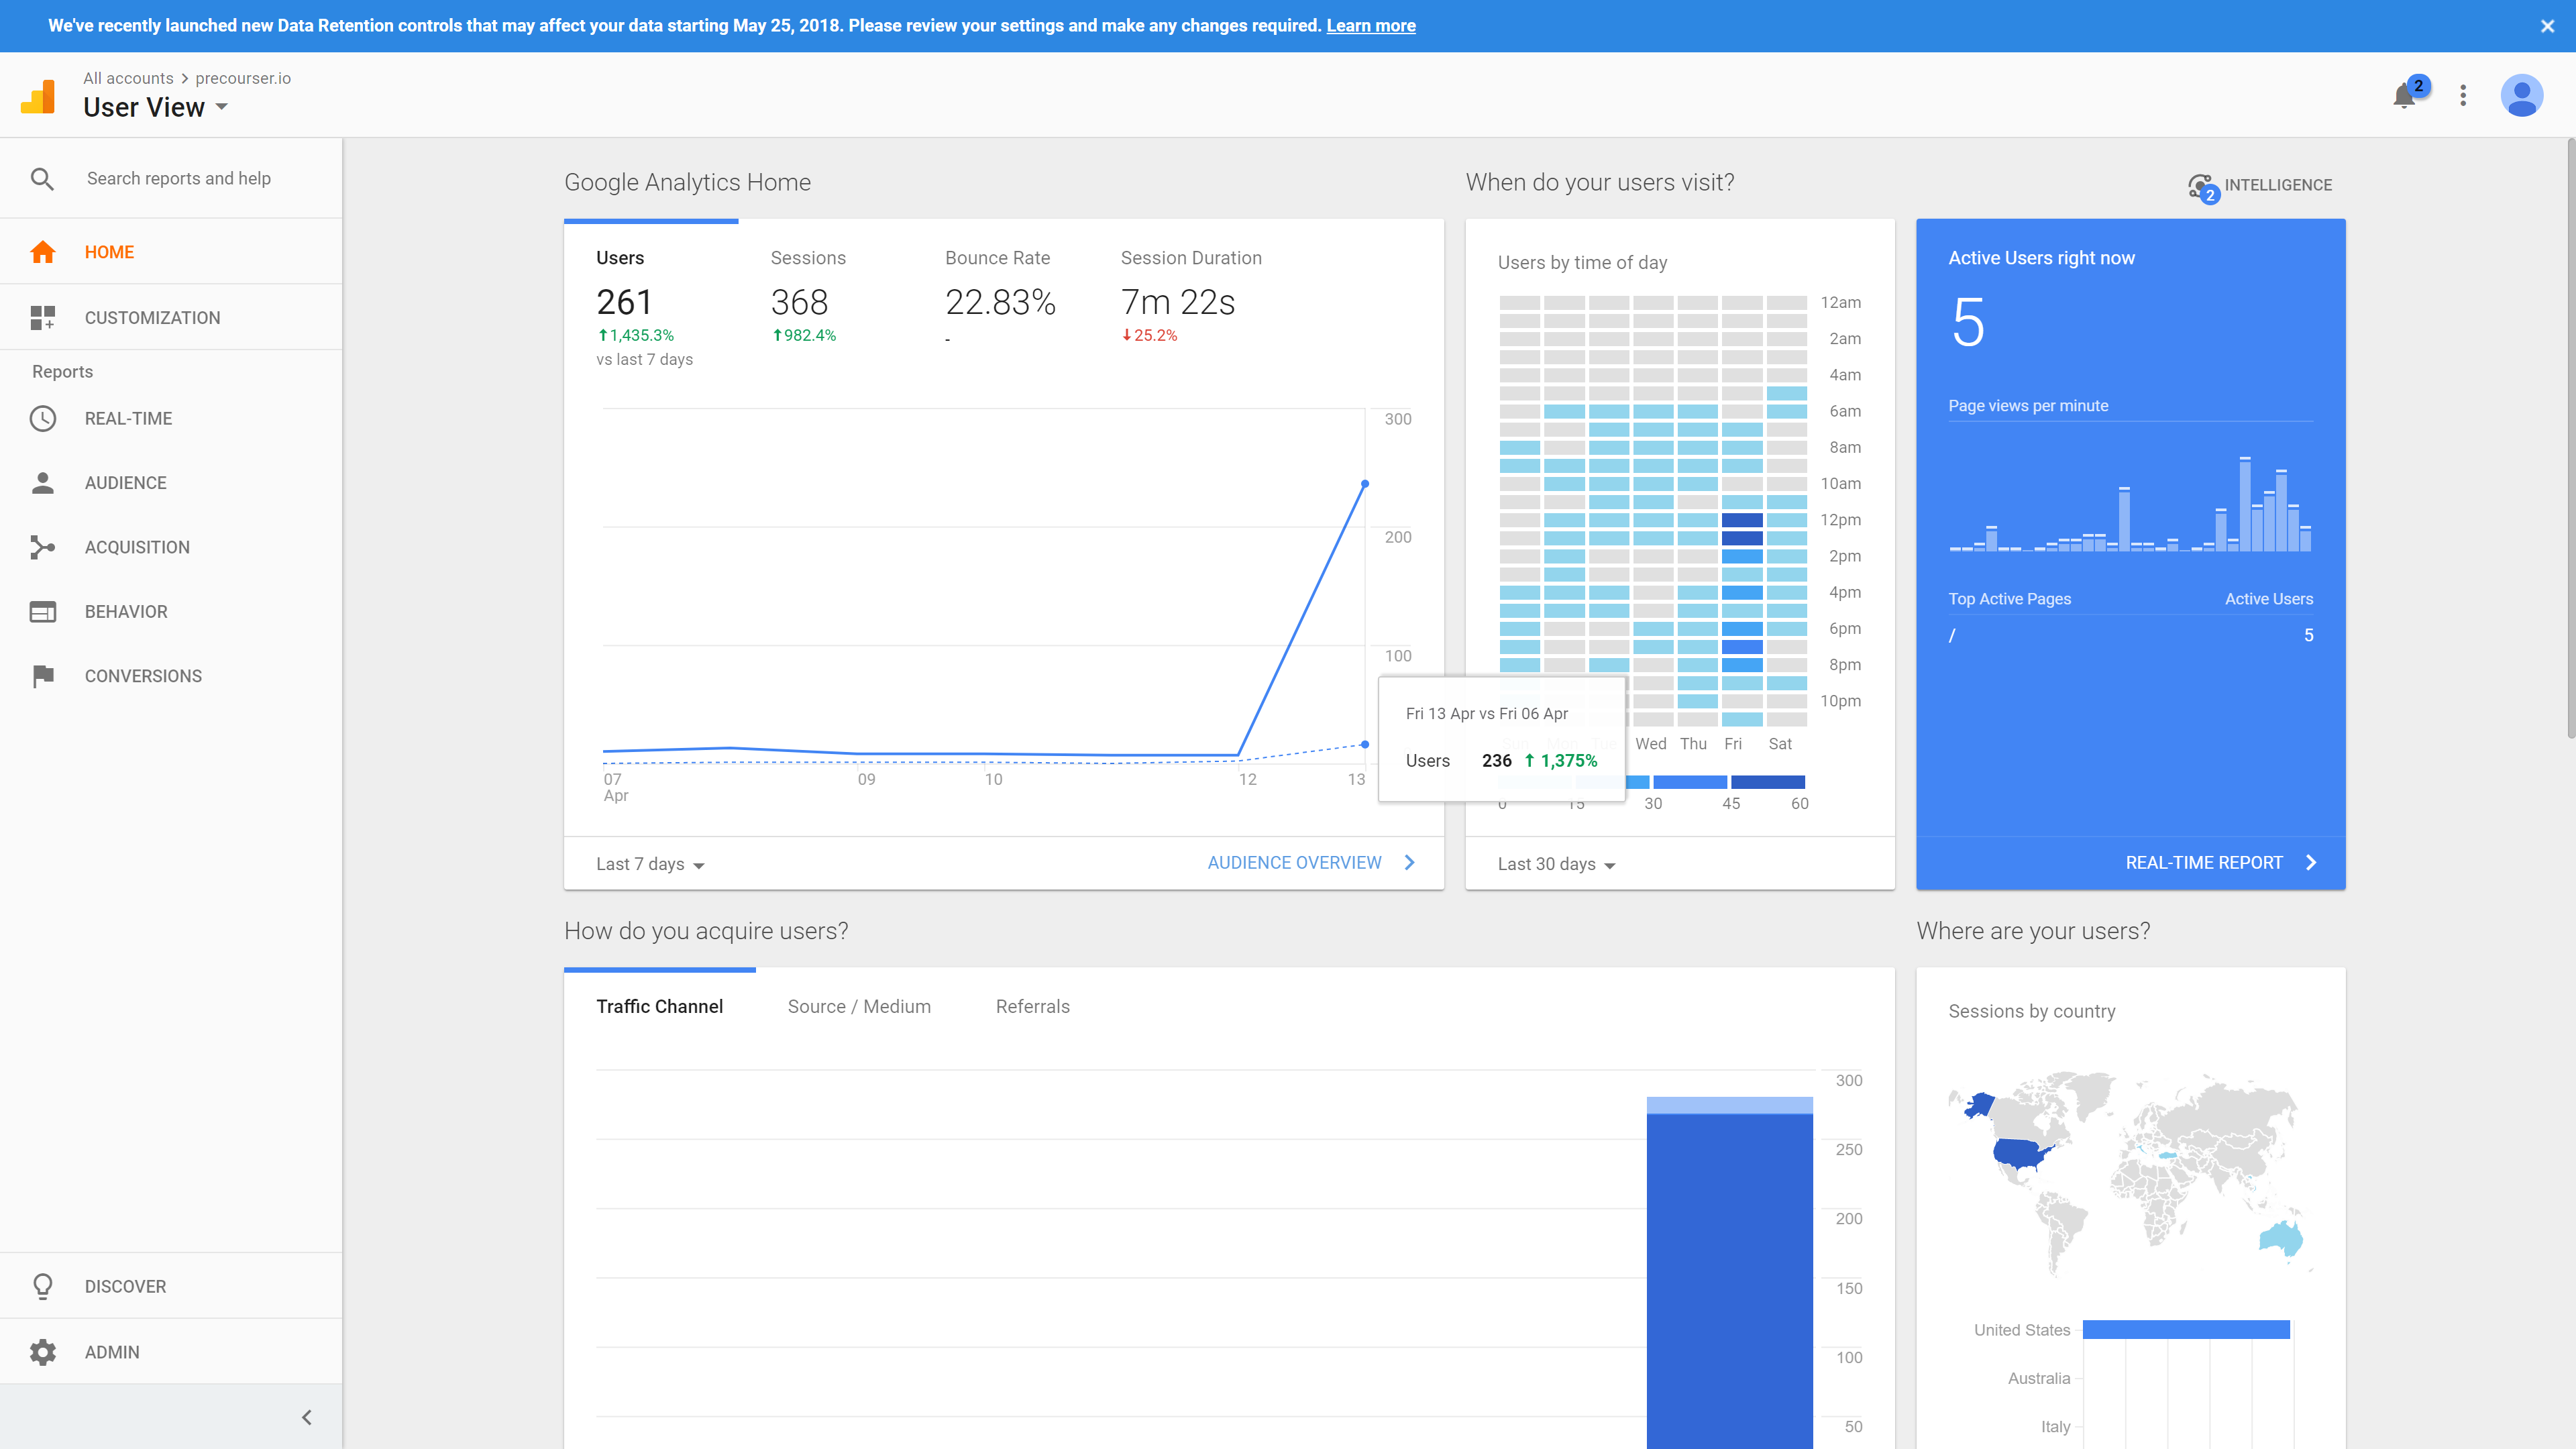 We've recently launched new Data Retention controls that may affect your data starting May 25, 2018. Please review your settings and make any changes required. Learn more
All accounts > precourser.io
User View
2
Search reports and help
HOME
CUSTOMIZATION
Reports
REAL-TIME
AUDIENCE
ACQUISITION
BEHAVIOR
CONVERSIONS
DISCOVER
ADMIN
Google Analytics Home
Users
261
1,435.3%
vs last 7 days
Sessions
368
982.4%
Bounce Rate
22.83%
-
Session Duration
7m 22s
25.2%
300
200
100
07
Apr
09
10
12
13
Fri 13 Apr vs Fri 06 Apr
Users 236 1,375%
Last 7 days
AUDIENCE OVERVIEW
When do your users visit?
Users by time of day
12am
2am
4am
6am
8am
10am
12pm
2pm
4pm
6pm
8pm
10pm
Sun Mon Tue Wed Thu Fri Sat
0 15 30 45 60
Last 30 days
2 INTELLIGENCE
Active Users right now
5
Page views per minute
Top Active Pages Active Users
/ 5
REAL-TIME REPORT
How do you acquire users?
Traffic Channel
Source / Medium
Referrals
300
250
200
150
100
50
Where are your users?
Sessions by country
United States
Australia
Italy